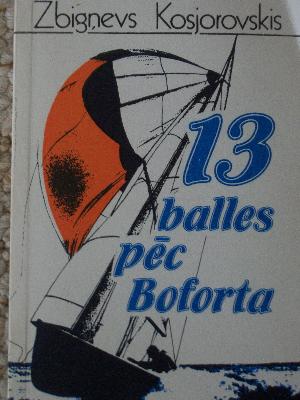 Zbigņevs Kosjorovskis
13
balles
pēc
Boforta